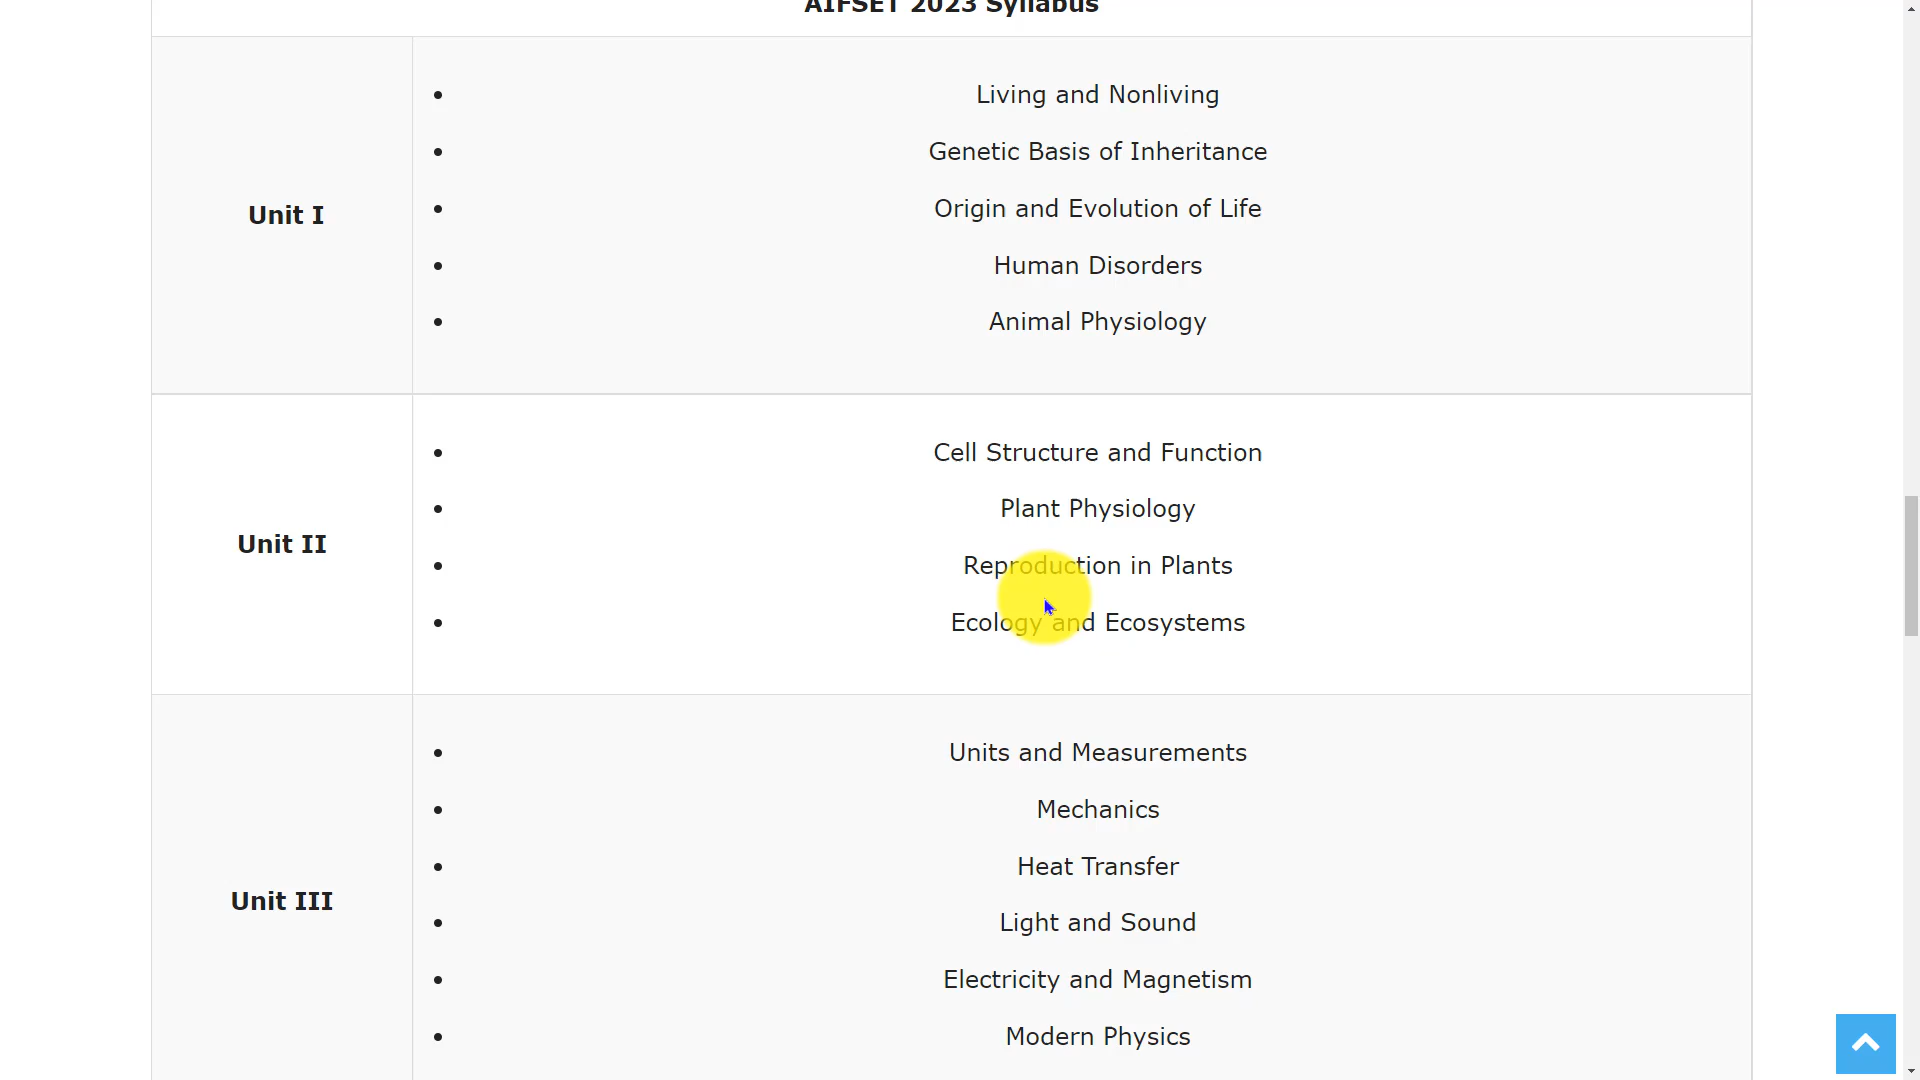 AIFSET 2023 Syllabus
Unit I
Living and Nonliving
Genetic Basis of Inheritance
Origin and Evolution of Life
Human Disorders
Animal Physiology
Unit II
Cell Structure and Function
Plant Physiology
Reproduction in Plants
Ecology and Ecosystems
Unit III
Units and Measurements
Mechanics
Heat Transfer
Light and Sound
Electricity and Magnetism
Modern Physics